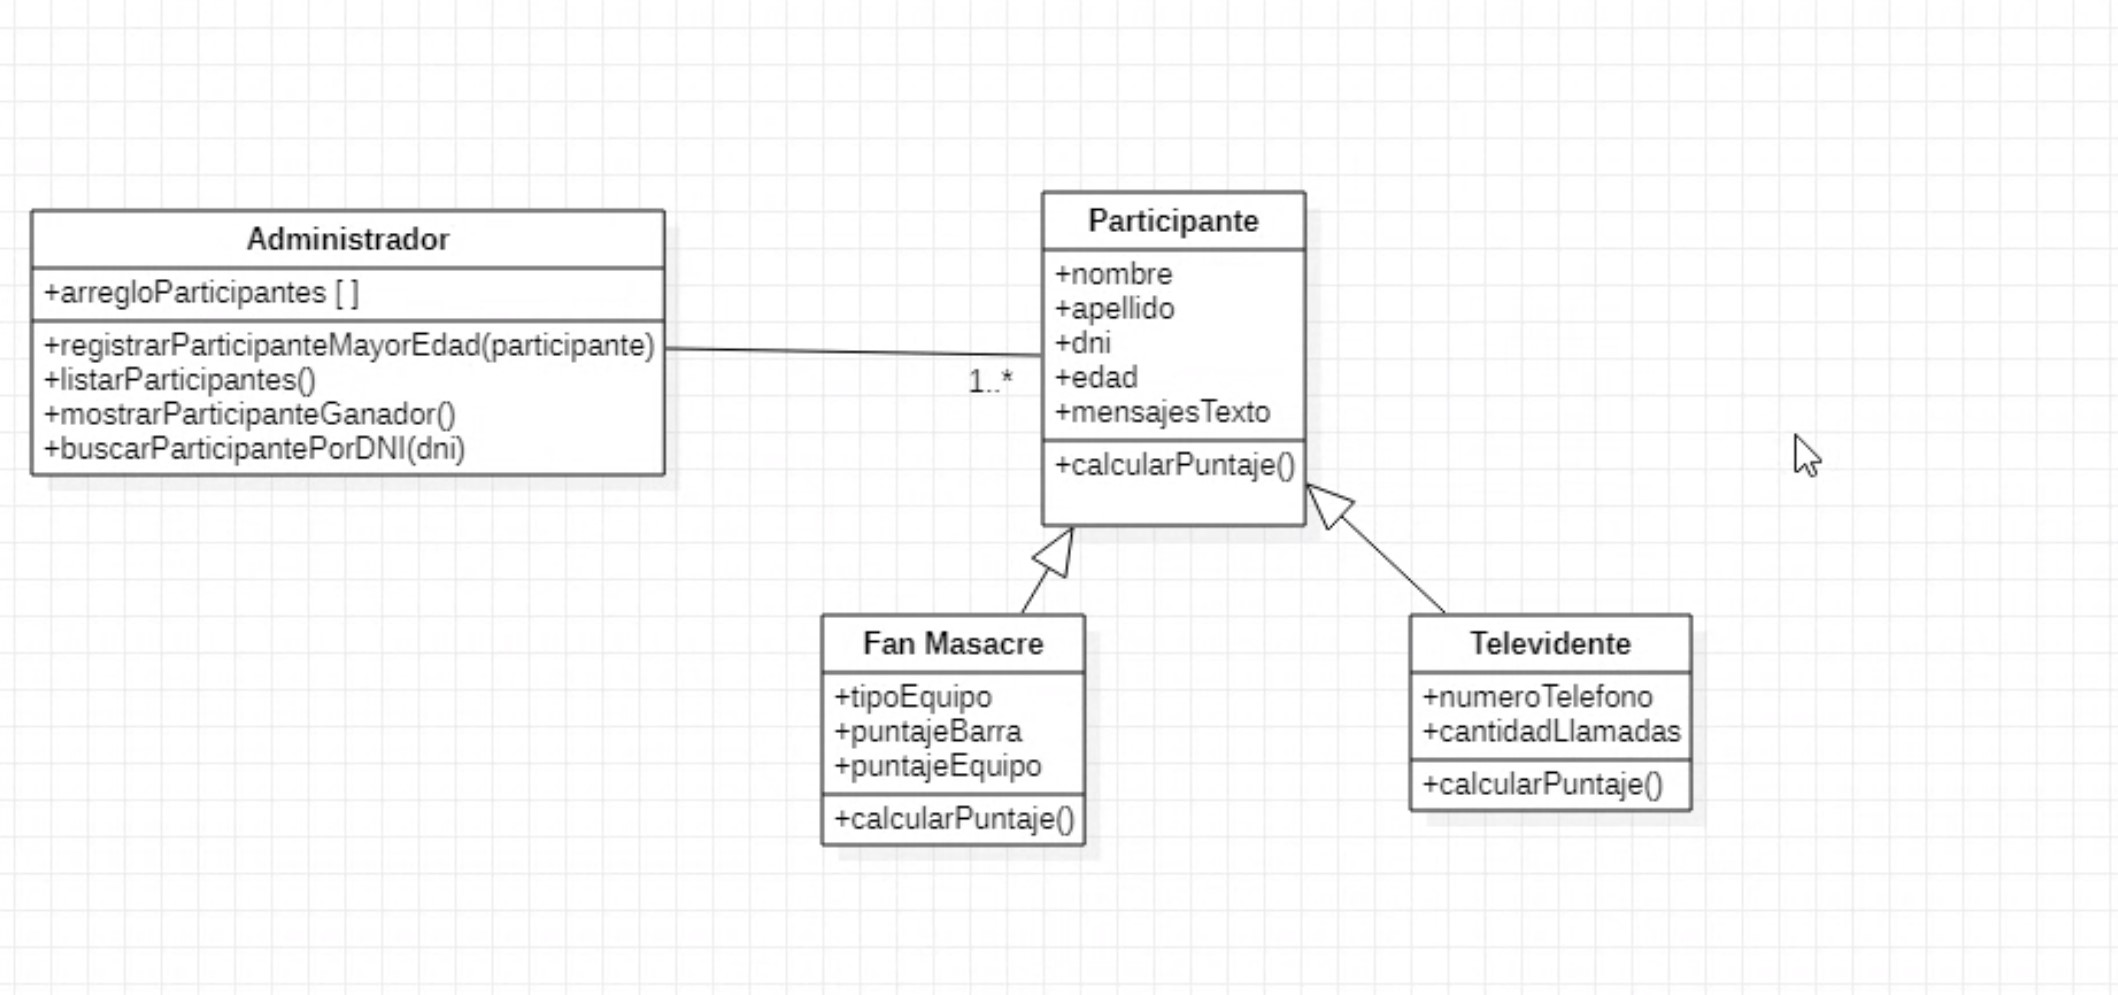 Administrador
+arregloParticipantes [ ]
+registrarParticipanteMayorEdad(participante)
+listarParticipantes()
+mostrarParticipanteGanador()
+buscarParticipantePorDNI(dni)
1..*
Participante
+nombre
+apellido
+dni
+edad
+mensajesTexto
+calcularPuntaje()
Fan Masacre
+tipoEquipo
+puntajeBarra
+puntajeEquipo
+calcularPuntaje()
Televidente
+numeroTelefono
+cantidadLlamadas
+calcularPuntaje()